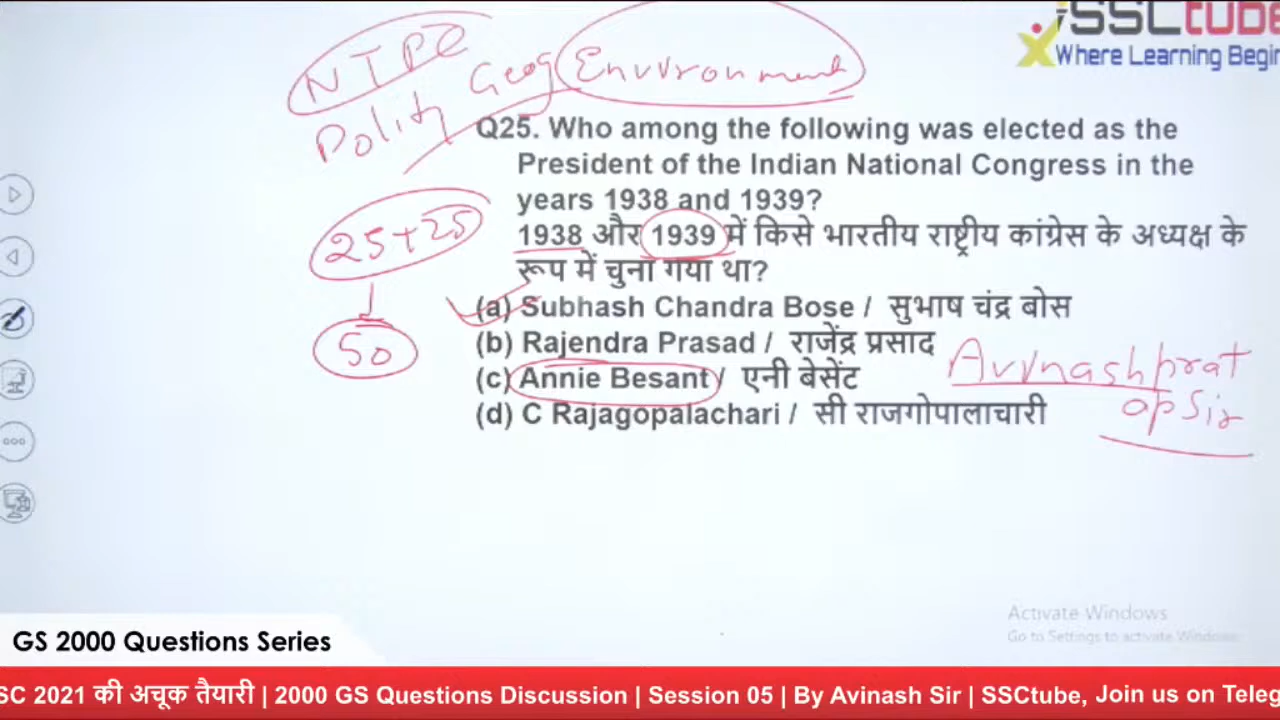 iSSCtube
Where Learning Begin
NTPC
Polity Geog Environment
Q25. Who among the following was elected as the
President of the Indian National Congress in the
years 1938 and 1939?
1938 और 1939 में किसे भारतीय राष्ट्रीय कांग्रेस के अध्यक्ष के
रूप में चुना गया था?
25+25
50
(a) Subhash Chandra Bose / सुभाष चंद्र बोस
(b) Rajendra Prasad / राजेंद्र प्रसाद
(c) Annie Besant / एनी बेसेंट
(d) C Rajagopalachari / सी राजगोपालाचारी
Avinashprat
ap Sir
Activate Windows
Go to Settings to activate Windows.
GS 2000 Questions Series
SC 2021 की अचूक तैयारी | 2000 GS Questions Discussion | Session 05 | By Avinash Sir | SSCtube, Join us on Teleg